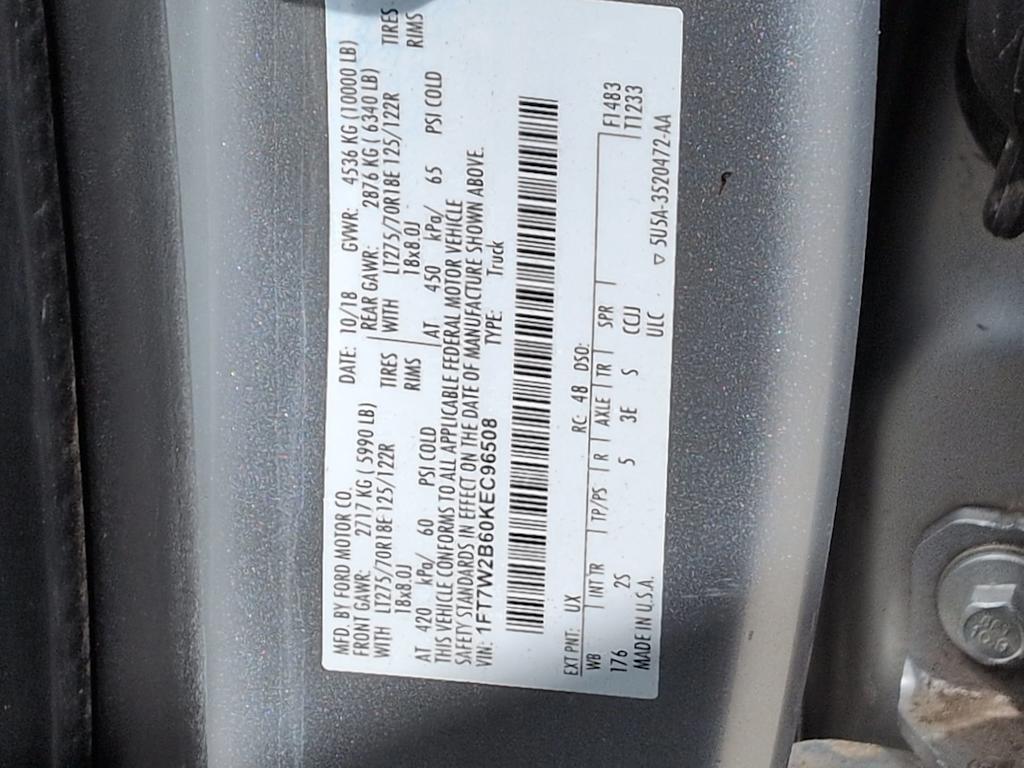 MFD. BY FORD MOTOR CO.
DATE: 10/18 GVWR: 4536 KG (10000 LB)
FRONT GAWR: 2717 KG ( 5990 LB)
REAR GAWR: 2876 KG ( 6340 LB)
WITH LT275/70R18E 125/122R TIRES
WITH LT275/70R18E 125/122R TIRES
18x8.0J RIMS
18x8.0J RIMS
AT 420 kPa/ 60 PSI COLD
AT 450 kPa/ 65 PSI COLD
THIS VEHICLE CONFORMS TO ALL APPLICABLE FEDERAL MOTOR VEHICLE
SAFETY STANDARDS IN EFFECT ON THE DATE OF MANUFACTURE SHOWN ABOVE.
VIN: 1FT7W2B60KEC96508 TYPE: Truck
EXT PNT: UX RC: 48 DSO: F1483
WB INT TR TP/PS R AXLE TR SPR T1233
176 2S 5 3E S CCJJ
MADE IN U.S.A. ULC ▽ 5U5A-3520472-AA